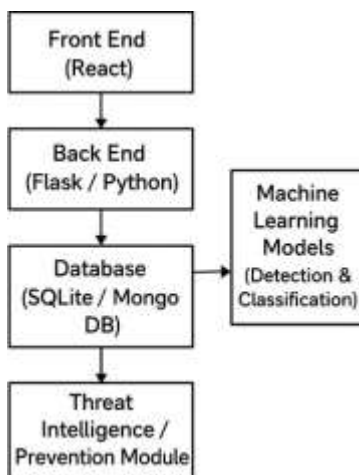 Front End
(React)
Back End
(Flask / Python)
Database
(SQLite / Mongo
DB)
Machine
Learning
Models
(Detection &
Classification)
Threat
Intelligence /
Prevention Module